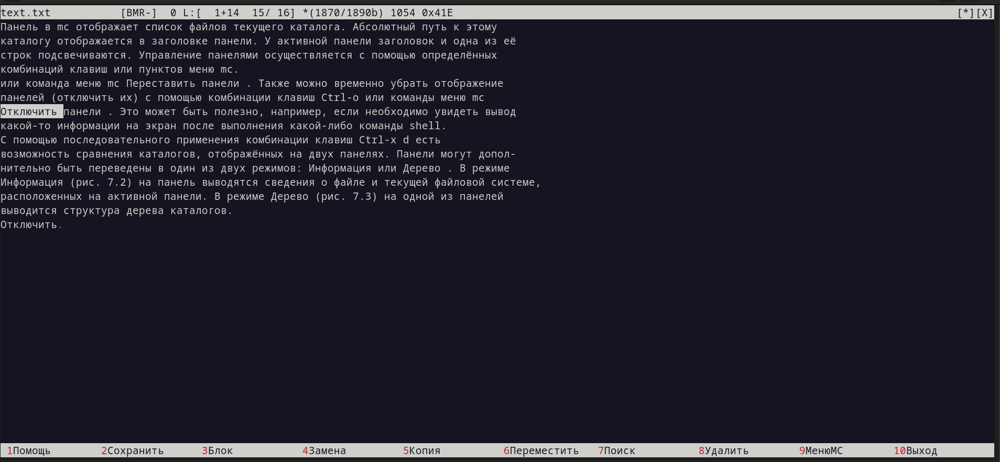 text.txt [BMR-] 0 L:[ 1+14 15/ 16] *(1870/1890b) 1054 0x41E [*][X]
Панель в mc отображает список файлов текущего каталога. Абсолютный путь к этому
каталогу отображается в заголовке панели. У активной панели заголовок и одна из её
строк подсвечиваются. Управление панелями осуществляется с помощью определённых
комбинаций клавиш или пунктов меню mc.
или команда меню mc Переставить панели . Также можно временно убрать отображение
панелей (отключить их) с помощью комбинации клавиш Ctrl-o или команды меню mc
Отключить панели . Это может быть полезно, например, если необходимо увидеть вывод
какой-то информации на экран после выполнения какой-либо команды shell.
С помощью последовательного применения комбинации клавиш Ctrl-x d есть
возможность сравнения каталогов, отображённых на двух панелях. Панели могут допол-
нительно быть переведены в один из двух режимов: Информация или Дерево . В режиме
Информация (рис. 7.2) на панель выводятся сведения о файле и текущей файловой системе,
расположенных на активной панели. В режиме Дерево (рис. 7.3) на одной из панелей
выводится структура дерева каталогов.
Отключить.
1Помощь 2Сохранить 3Блок 4Замена 5Копия 6Переместить 7Поиск 8Удалить 9МенюMC 10Выход